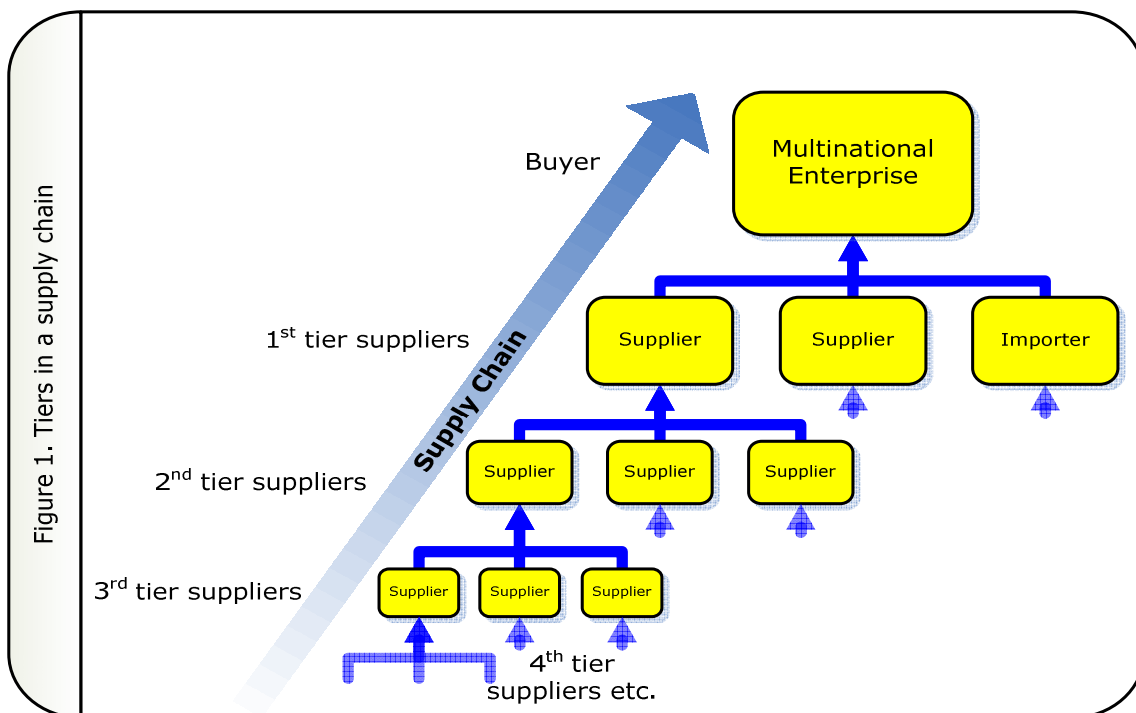 Figure 1. Tiers in a supply chain
Buyer
Multinational
Enterprise
Supply Chain
1st tier suppliers
Supplier
Supplier
Importer
2nd tier suppliers
Supplier
Supplier
Supplier
3rd tier suppliers
Supplier
Supplier
Supplier
4th tier
suppliers etc.